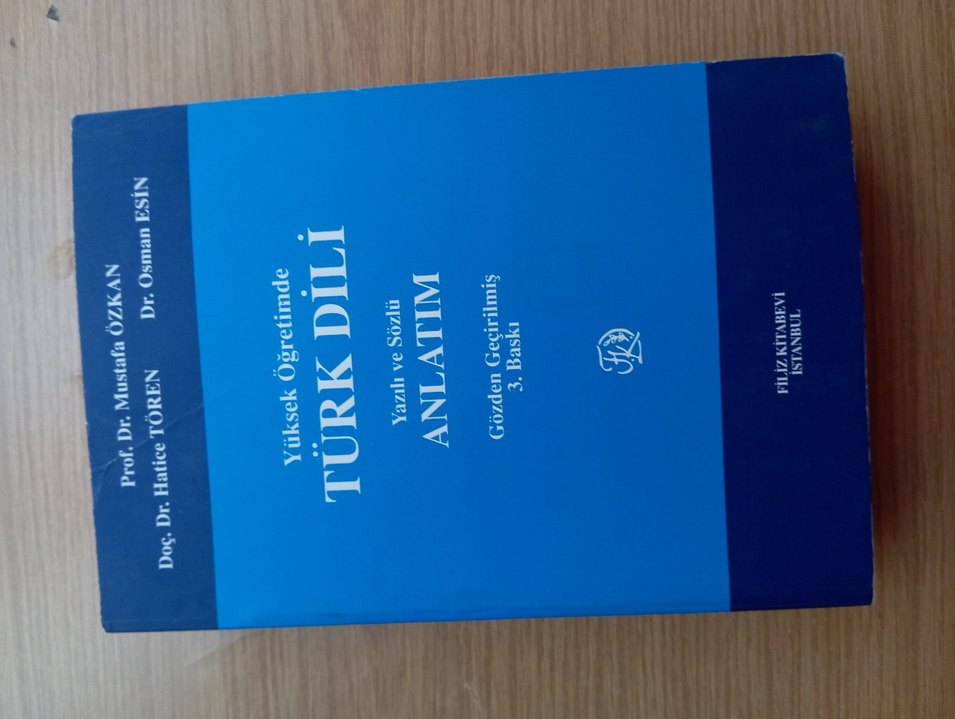 Prof. Dr. Mustafa ÖZKAN
Doç. Dr. Hatice TÖREN Dr. Osman ESİN
Yüksek Öğretimde
TÜRK DİLİ
Yazılı ve Sözlü
ANLATIM
Gözden Geçirilmiş
3. Baskı
FİLİZ KİTABEVİ
İSTANBUL